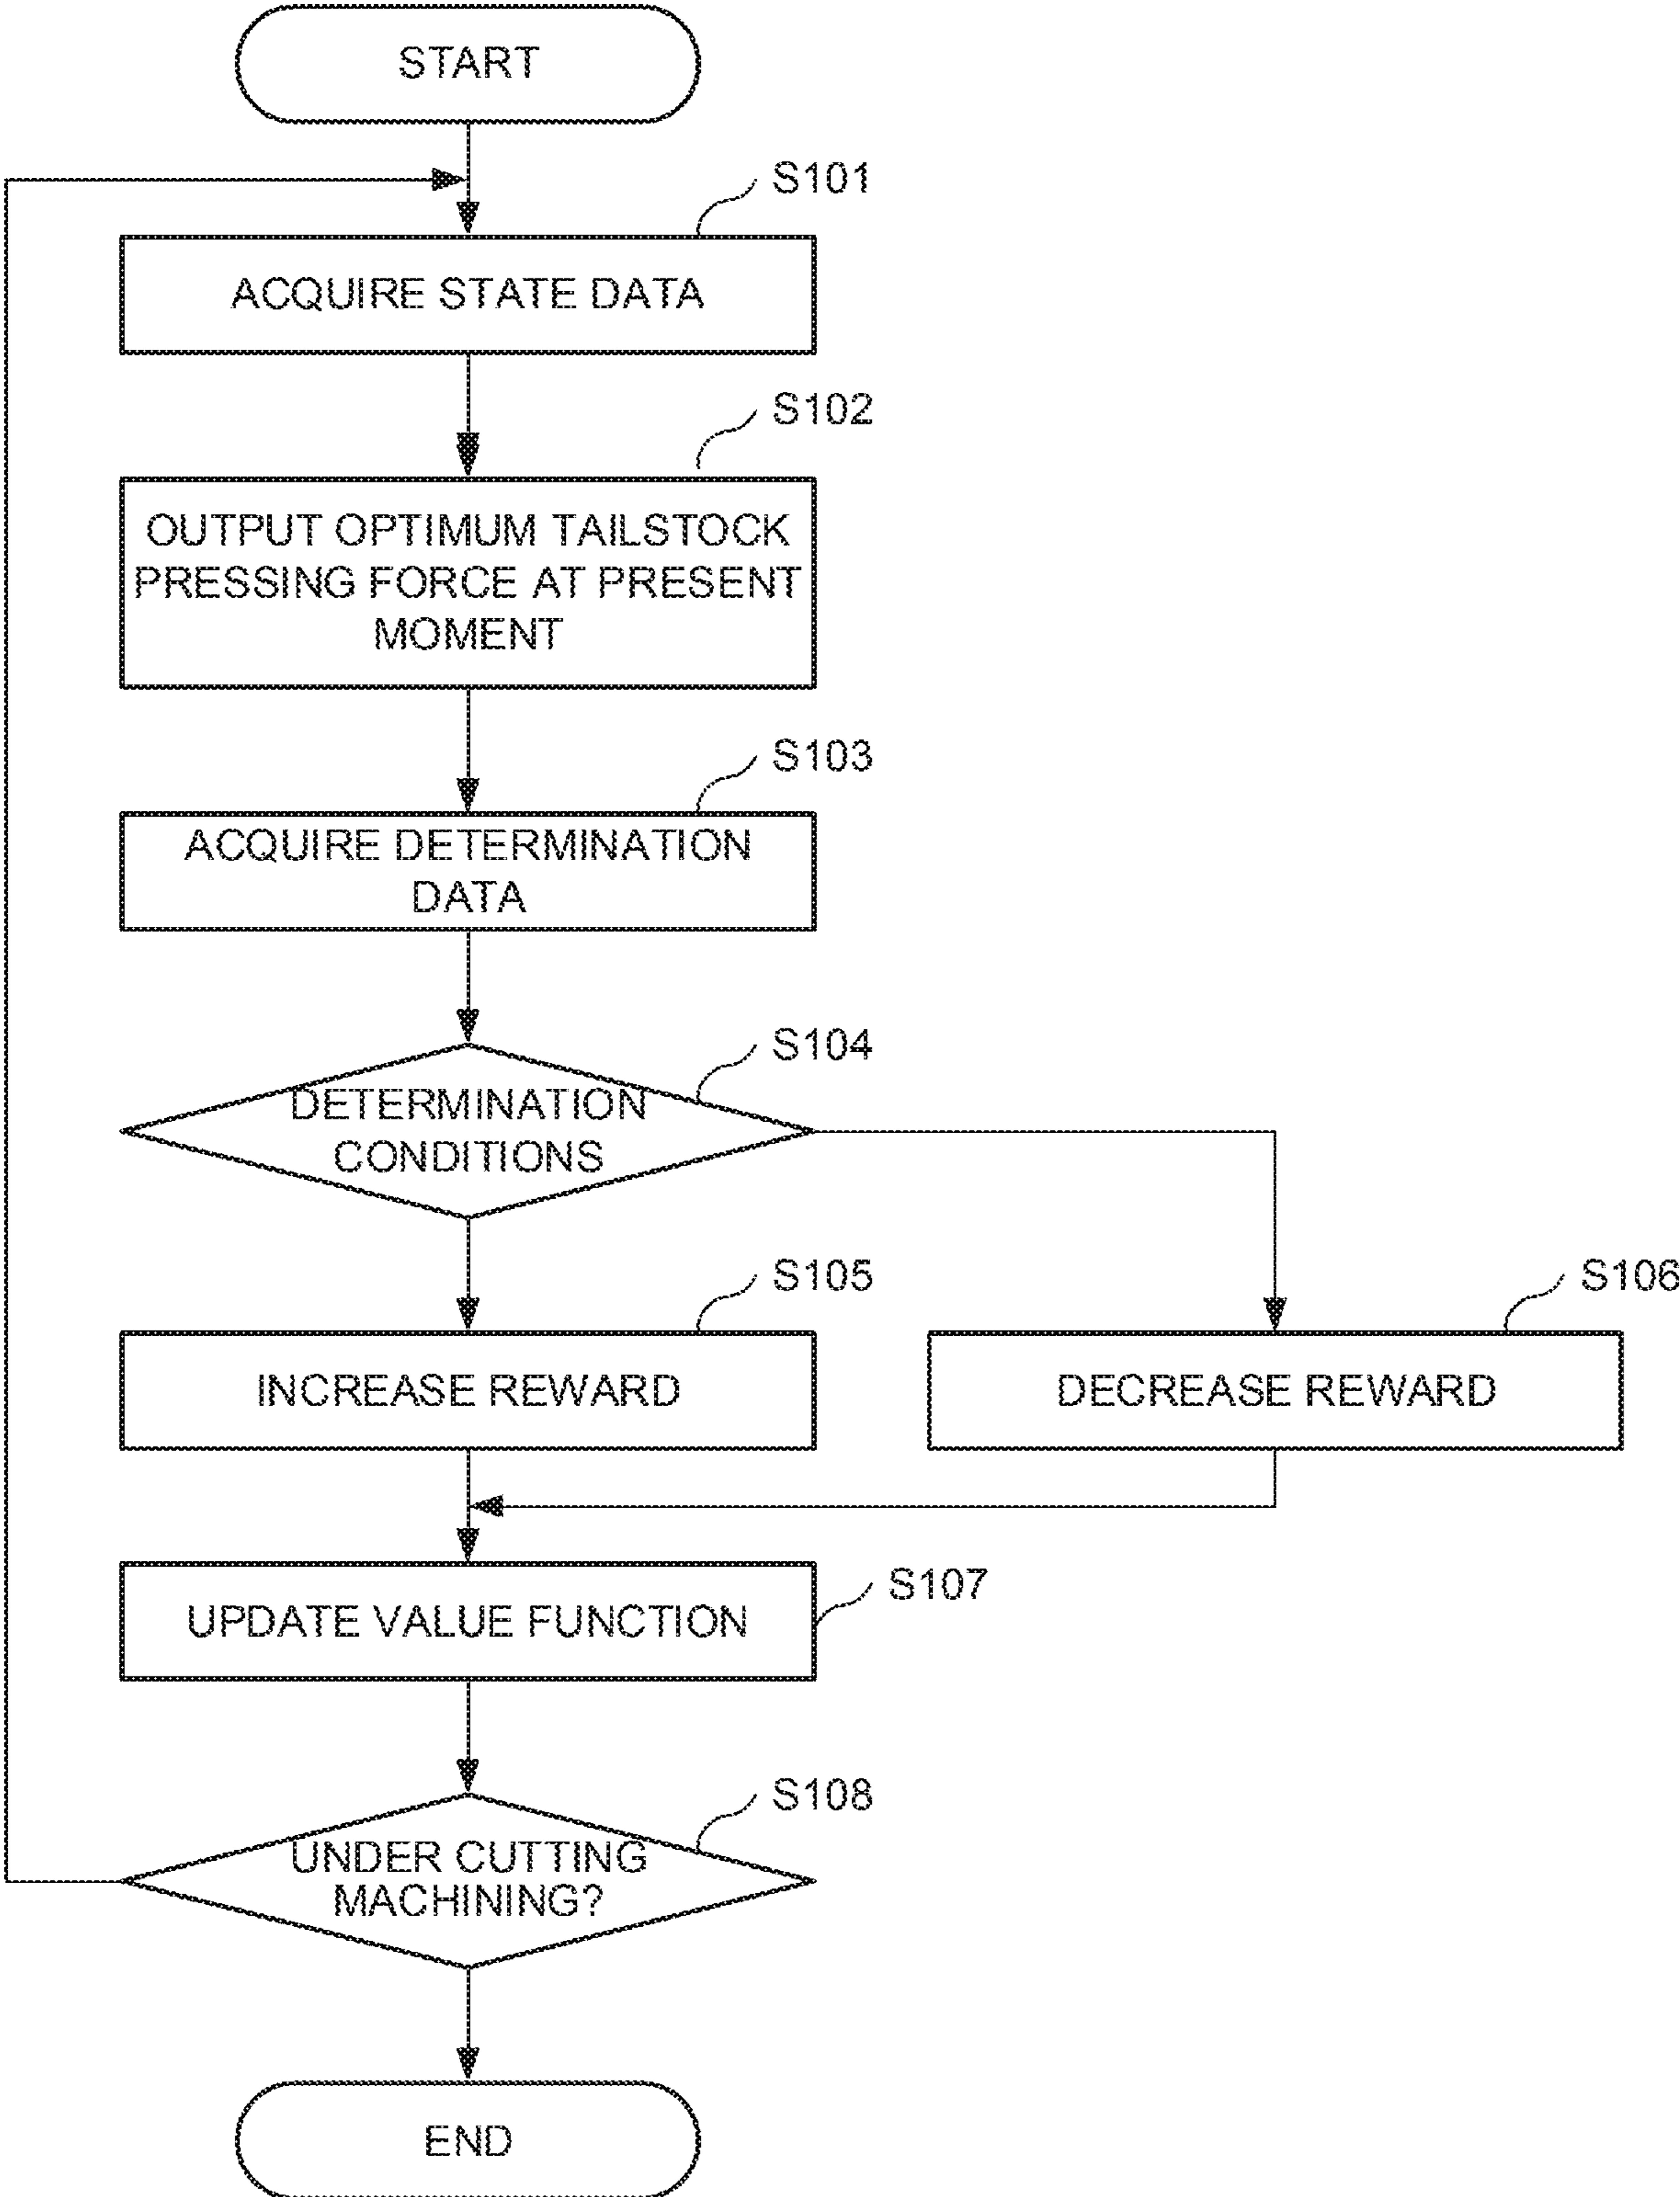 START
S101
ACQUIRE STATE DATA
S102
OUTPUT OPTIMUM TAILSTOCK
PRESSING FORCE AT PRESENT
MOMENT
S103
ACQUIRE DETERMINATION
DATA
S104
DETERMINATION
CONDITIONS
S105
S106
INCREASE REWARD
DECREASE REWARD
S107
UPDATE VALUE FUNCTION
S108
UNDER CUTTING
MACHINING?
END